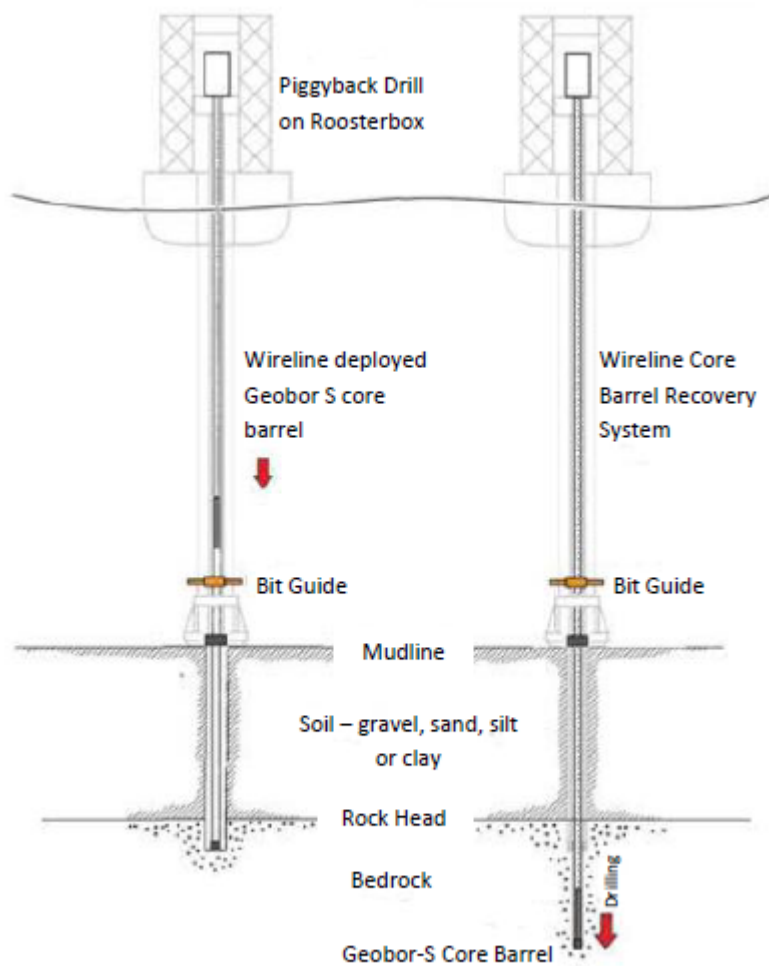 Piggyback Drill
on Roosterbox
Wireline deployed
Geobor S core
barrel
Wireline Core
Barrel Recovery
System
Bit Guide
Bit Guide
Mudline
Soil – gravel, sand, silt
or clay
Rock Head
Bedrock
Drilling
Geobor-S Core Barrel